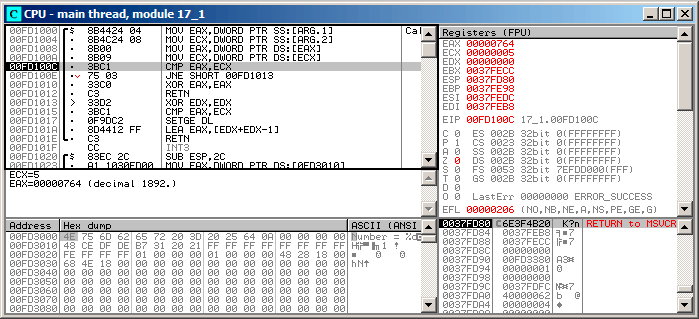 CPU - main thread, module 17_1
00FD1000 8B4424 04 MOV EAX,DWORD PTR SS:[ARG.1]
00FD1004 8B4C24 08 MOV ECX,DWORD PTR SS:[ARG.2]
00FD1008 8B00 MOV EAX,DWORD PTR DS:[EAX]
00FD100A 8B09 MOV ECX,DWORD PTR DS:[ECX]
00FD100C 3BC1 CMP EAX,ECX
00FD100E 75 03 JNE SHORT 00FD1013
00FD1010 33C0 XOR EAX,EAX
00FD1012 C3 RETN
00FD1013 33D2 XOR EDX,EDX
00FD1015 3BC1 CMP EAX,ECX
00FD1017 0F9DC2 SETGE DL
00FD101A 8D4412 FF LEA EAX,[EDX+EDX-1]
00FD101E C3 RETN
00FD101F CC INT3
00FD1020 83EC 2C SUB ESP,2C
ECX=5
EAX=00000764 (decimal 1892.)
Registers (FPU)
EAX 00000764
ECX 00000005
EDX 00000000
EBX 0037FECC
ESP 0037FD80
EBP 0037FE98
ESI 0037FEDC
EDI 0037FEB8
EIP 00FD100C 17_1.00FD100C
C 0 ES 002B 32bit 0(FFFFFFFF)
P 1 CS 0023 32bit 0(FFFFFFFF)
A 0 SS 002B 32bit 0(FFFFFFFF)
Z 0 DS 002B 32bit 0(FFFFFFFF)
S 0 FS 0053 32bit 7EFDD000(FFF)
T 0 GS 002B 32bit 0(FFFFFFFF)
D 0
O 0 LastErr 00000000 ERROR_SUCCESS
EFL 00000206 (NO,NB,NE,A,NS,PE,GE,G)
Address Hex dump ASCII (ANSI
00FD3000 4E 75 6D 62 65 72 20 3D 20 25 64 0A 00 00 00 00 Number = %d
00FD3010 48 CE DF DE B7 31 20 21 FF FF FF FF FF FF FF FF
00FD3020 FE FF FF FF 01 00 00 00 01 00 00 00 48 28 18 00
00FD3030 68 4E 18 00 00 00 00 00 00 00 00 00 00 00 00 00
00FD3040 00 00 00 00 00 00 00 00 00 00 00 00 00 00 00 00
00FD3050 00 00 00 00 00 00 00 00 00 00 00 00 00 00 00 00
00FD3060 00 00 00 00 00 00 00 00 00 00 00 00 00 00 00 00
00FD3070 00 00 00 00 00 00 00 00 00 00 00 00 00 00 00 00
00FD3080 00 00 00 00 00 00 00 00 00 00 00 00 00 00 00 00
0037FD80 6E3F4B20 K?n RETURN to MSVCR
0037FD84 0037FEB8
0037FD88 0037FECC
0037FD8C 00000000
0037FD90 00FD3380
0037FD94 00000001
0037FD98 00000000
0037FD9C 0037FDFC
0037FDA0 40000062 b @
0037FDA4 00000004